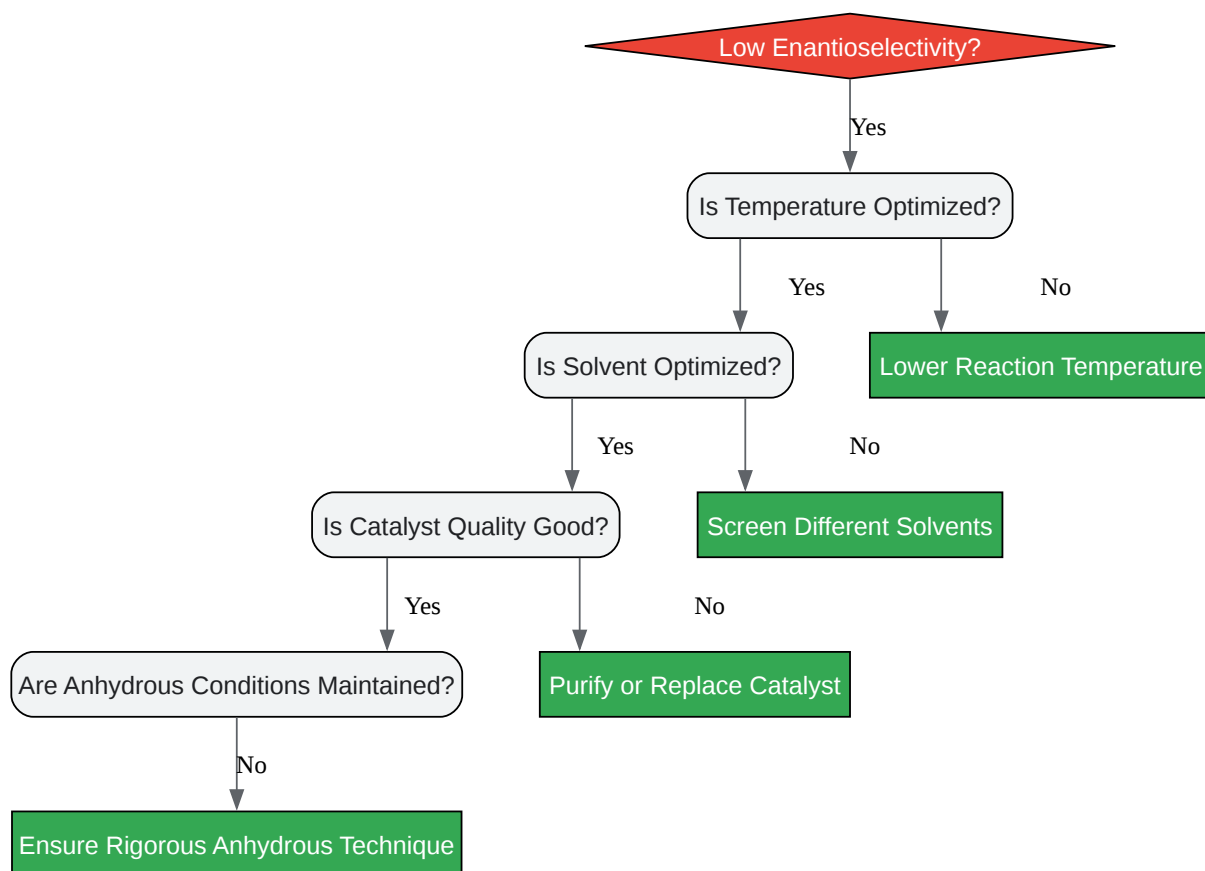 Low Enantioselectivity?
Yes
Is Temperature Optimized?
Yes
No
Is Solvent Optimized?
Lower Reaction Temperature
Yes
No
Is Catalyst Quality Good?
Screen Different Solvents
Yes
No
Are Anhydrous Conditions Maintained?
Purify or Replace Catalyst
No
Ensure Rigorous Anhydrous Technique